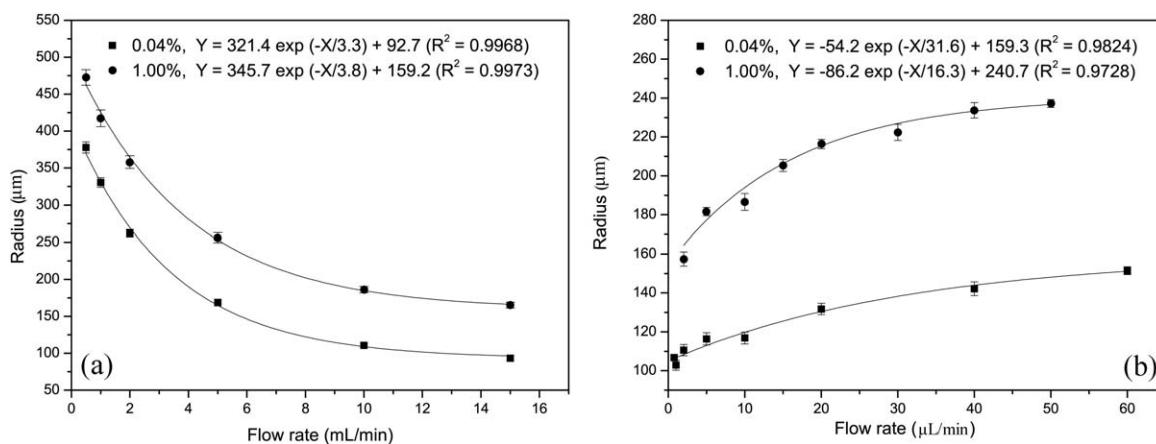 550
500
450
400
350
300
250
200
150
100
50
Radius (μm)
■ 0.04%, Y = 321.4 exp (-X/3.3) + 92.7 (R² = 0.9968)
● 1.00%, Y = 345.7 exp (-X/3.8) + 159.2 (R² = 0.9973)
(a)
0 2 4 6 8 10 12 14 16
Flow rate (mL/min)
280
260
240
220
200
180
160
140
120
100
Radius (μm)
■ 0.04%, Y = -54.2 exp (-X/31.6) + 159.3 (R² = 0.9824)
● 1.00%, Y = -86.2 exp (-X/16.3) + 240.7 (R² = 0.9728)
(b)
0 10 20 30 40 50 60
Flow rate (μL/min)